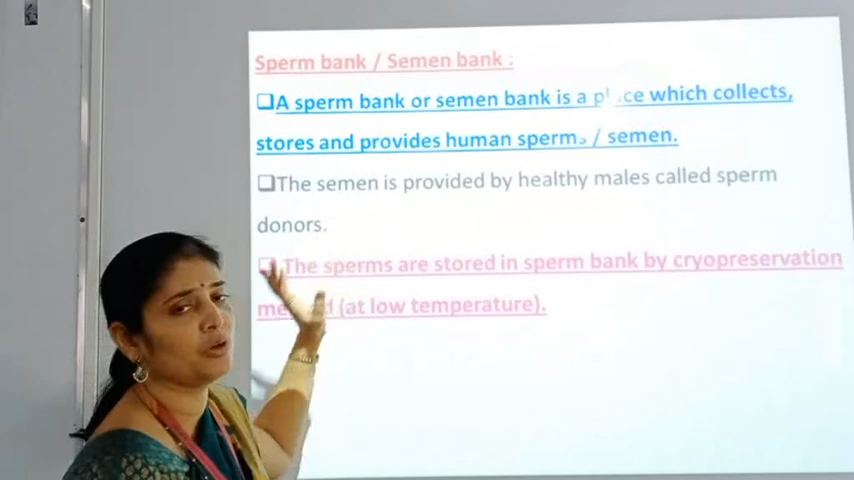 Sperm bank / Semen bank :
❑A sperm bank or semen bank is a place which collects,
stores and provides human sperms / semen.
❑The semen is provided by healthy males called sperm
donors.
❑ The sperms are stored in sperm bank by cryopreservation
(at low temperature).